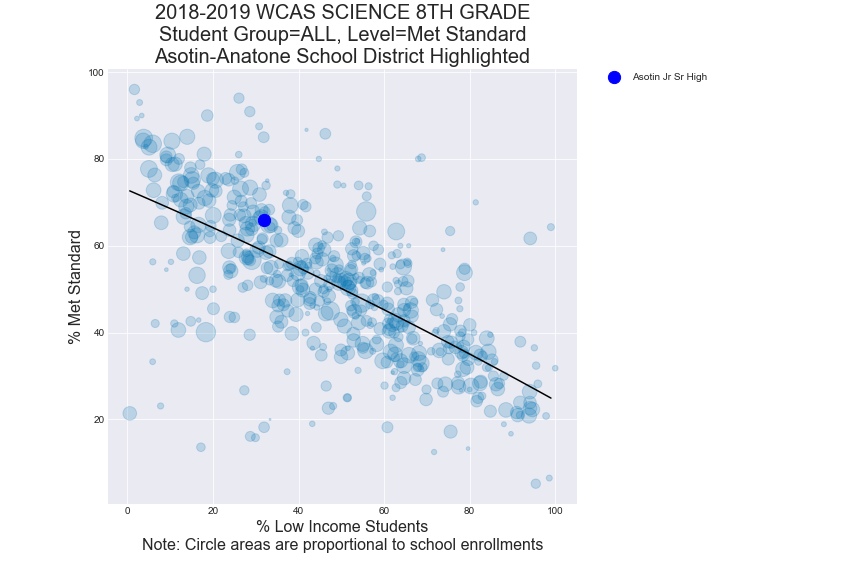 2018-2019 WCAS SCIENCE 8TH GRADE
Student Group=ALL, Level=Met Standard
Asotin-Anatone School District Highlighted
Asotin Jr Sr High
% Met Standard
100
80
60
40
20
0 20 40 60 80 100
% Low Income Students
Note: Circle areas are proportional to school enrollments